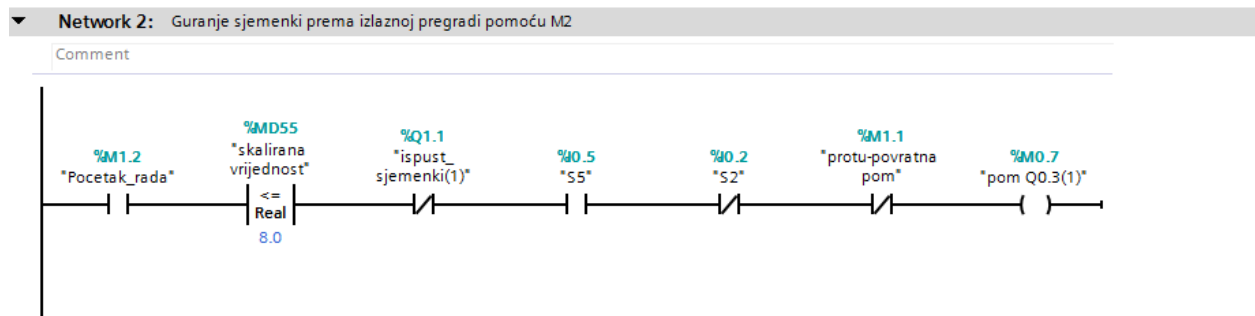 Network 2: Guranje sjemenki prema izlaznoj pregradi pomoću M2
Comment
%M1.2
"Pocetak_rada"
%MD55
"skalirana
vrijednost"
<=
Real
8.0
%Q1.1
"ispust_
sjemenki(1)"
%I0.5
"S5"
%I0.2
"S2"
%M1.1
"protu-povratna
pom"
%M0.7
"pom Q0.3(1)"